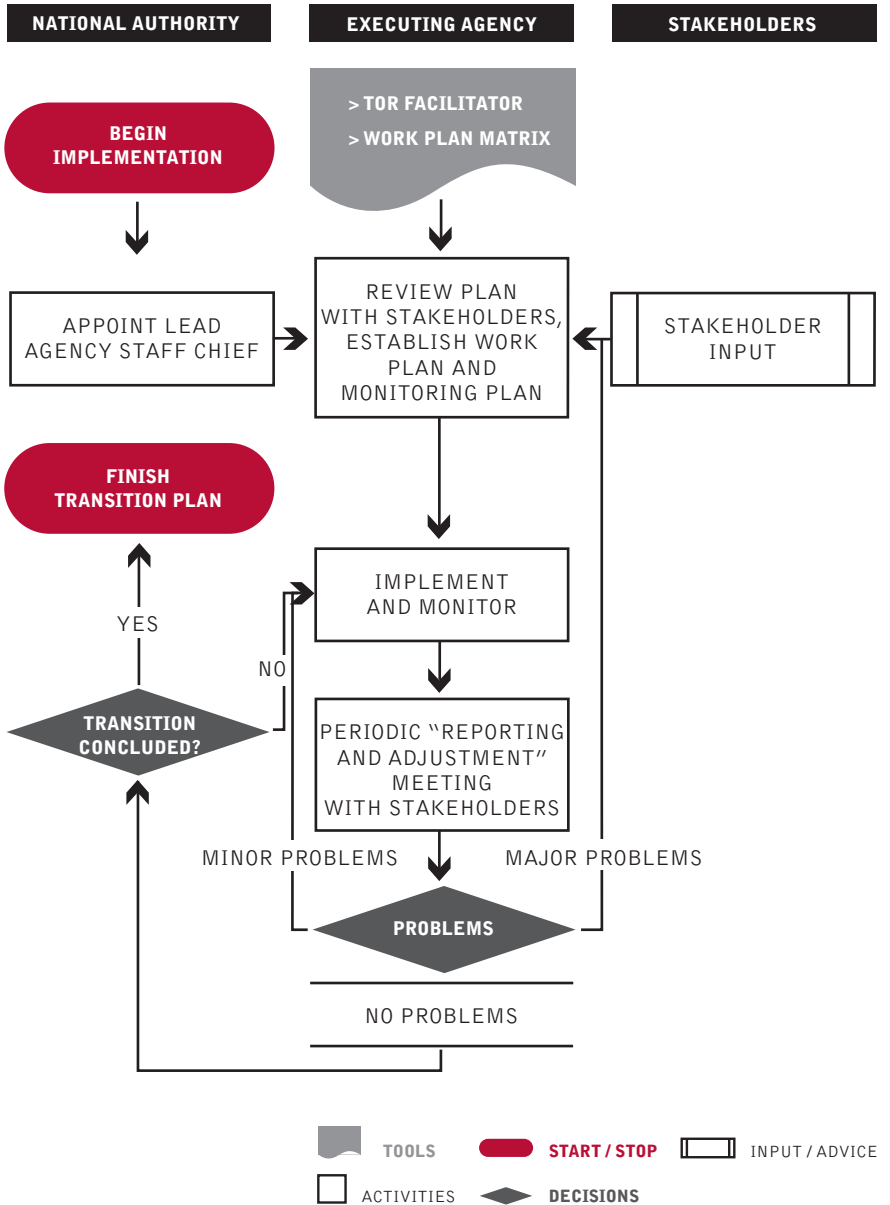 NATIONAL AUTHORITY
EXECUTING AGENCY
STAKEHOLDERS
> TOR FACILITATOR
> WORK PLAN MATRIX
BEGIN
IMPLEMENTATION
APPOINT LEAD
AGENCY STAFF CHIEF
REVIEW PLAN
WITH STAKEHOLDERS,
ESTABLISH WORK
PLAN AND
MONITORING PLAN
STAKEHOLDER
INPUT
FINISH
TRANSITION PLAN
IMPLEMENT
AND MONITOR
YES
NO
TRANSITION
CONCLUDED?
PERIODIC “REPORTING
AND ADJUSTMENT”
MEETING
WITH STAKEHOLDERS
MINOR PROBLEMS
MAJOR PROBLEMS
PROBLEMS
NO PROBLEMS
TOOLS
START / STOP
INPUT / ADVICE
ACTIVITIES
DECISIONS